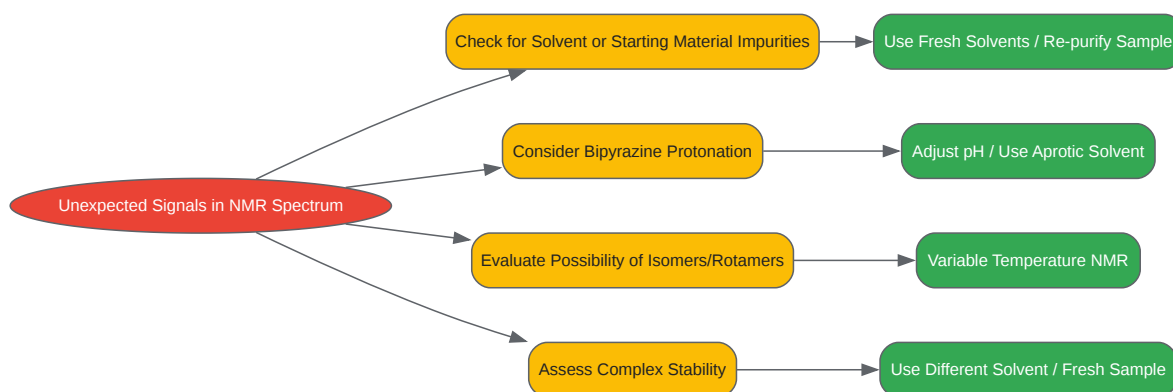 Check for Solvent or Starting Material Impurities
Use Fresh Solvents / Re-purify Sample
Consider Bipyrazine Protonation
Adjust pH / Use Aprotic Solvent
Unexpected Signals in NMR Spectrum
Evaluate Possibility of Isomers/Rotamers
Variable Temperature NMR
Assess Complex Stability
Use Different Solvent / Fresh Sample